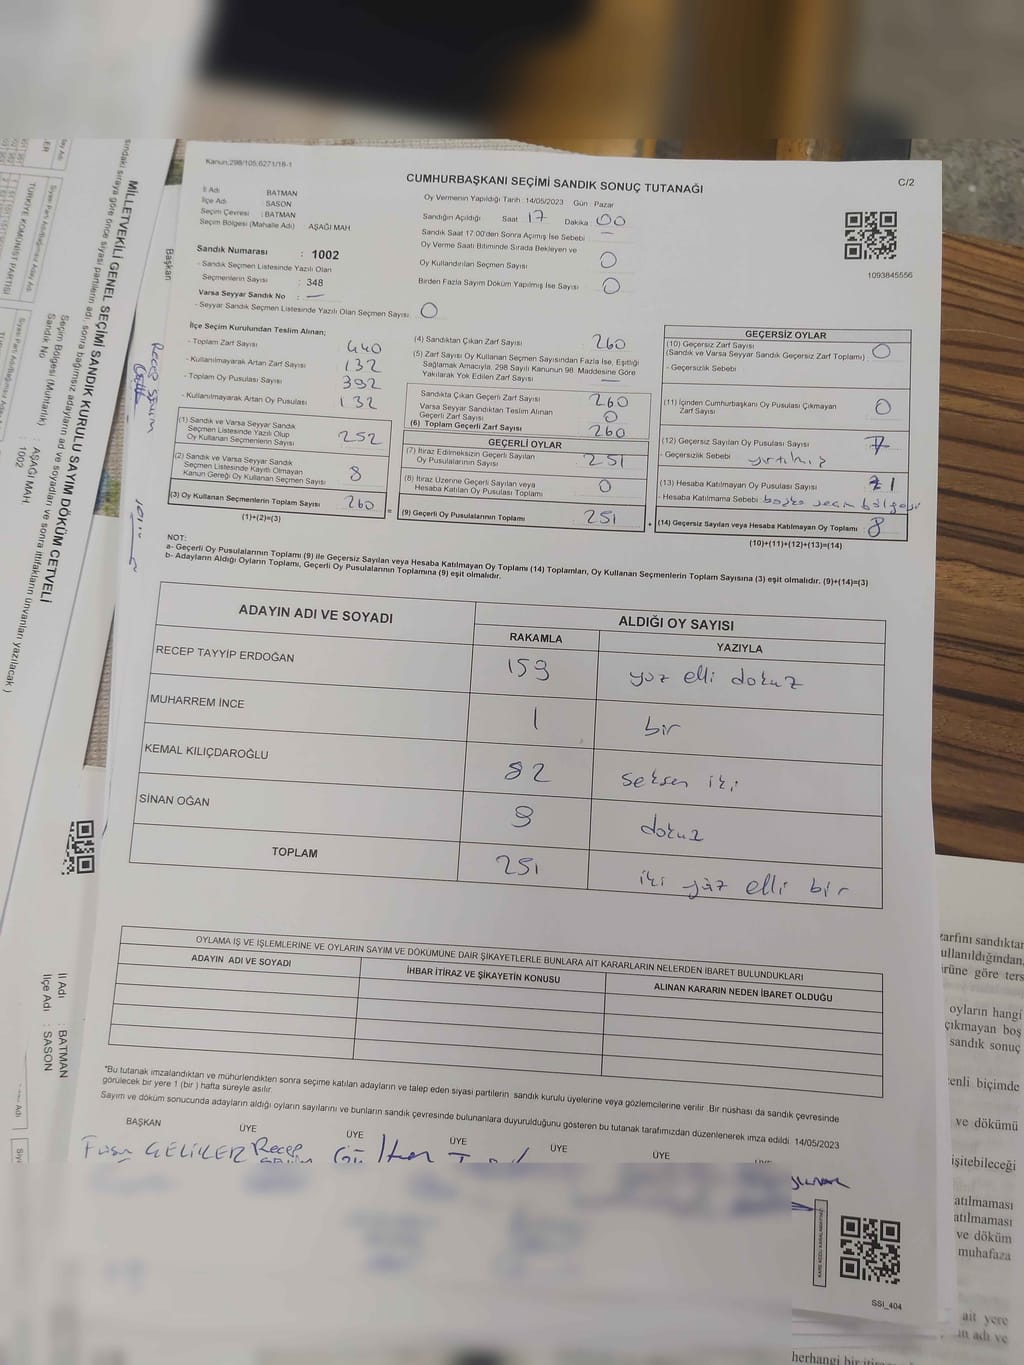 Kanun:298/105,6271/18-1
CUMHURBAŞKANI SEÇİMİ SANDIK SONUÇ TUTANAĞI
C/2
İl Adı : BATMAN
İlçe Adı : SASON
Seçim Çevresi : BATMAN
Seçim Bölgesi (Mahalle Adı) : AŞAĞI MAH
Sandık Numarası : 1002
- Sandık Seçmen Listesinde Yazılı Olan
Seçmenlerin Sayısı : 348
Varsa Seyyar Sandık No : —
- Seyyar Sandık Seçmen Listesinde Yazılı Olan Seçmen Sayısı : 0
Oy Vermenin Yapıldığı Tarih : 14/05/2023 Gün : Pazar
Sandığın Açıldığı Saat 17 Dakika 00
Sandık Saat 17:00'den Sonra Açımış İse Sebebi —
Oy Verme Saati Bitiminde Sırada Bekleyen ve
Oy Kullandırılan Seçmen Sayısı 0
Birden Fazla Sayım Döküm Yapılmış İse Sayısı 0
1093845556
İlçe Seçim Kurulundan Teslim Alınan;
- Toplam Zarf Sayısı : 440
- Kullanılmayarak Artan Zarf Sayısı : 132
- Toplam Oy Pusulası Sayısı : 392
- Kullanılmayarak Artan Oy Pusulası : 132
(1) Sandık ve Varsa Seyyar Sandık
Seçmen Listesinde Yazılı Olup
Oy Kullanan Seçmenlerin Sayısı : 252
(2) Sandık ve Varsa Seyyar Sandık
Seçmen Listesinde Kayıtlı Olmayan
Kanun Gereği Oy Kullanan Seçmen Sayısı : 8
(3) Oy Kullanan Seçmenlerin Toplam Sayısı : 260
(1)+(2)=(3)
(4) Sandıktan Çıkan Zarf Sayısı : 260
(5) Zarf Sayısı Oy Kullanan Seçmen Sayısından Fazla İse, Eşitliği
Sağlamak Amacıyla, 298 Sayılı Kanunun 98. Maddesine Göre
Yakılarak Yok Edilen Zarf Sayısı : —
Sandıkta Çıkan Geçerli Zarf Sayısı : 260
Varsa Seyyar Sandıktan Teslim Alınan
Geçerli Zarf Sayısı : 0
(6) Toplam Geçerli Zarf Sayısı : 260
GEÇERLİ OYLAR
(7) İtiraz Edilmeksizin Geçerli Sayılan
Oy Pusulalarının Sayısı : 251
(8) İtiraz Üzerine Geçerli Sayılan veya
Hesaba Katılan Oy Pusulası Toplamı : 0
(9) Geçerli Oy Pusulalarının Toplamı : 251
GEÇERSİZ OYLAR
(10) Geçersiz Zarf Sayısı
(Sandık ve Varsa Seyyar Sandık Geçersiz Zarf Toplamı) : 0
- Geçersizlik Sebebi
(11) İçinden Cumhurbaşkanı Oy Pusulası Çıkmayan
Zarf Sayısı : 0
(12) Geçersiz Sayılan Oy Pusulası Sayısı : 7
- Geçersizlik Sebebi : yırtılmış
(13) Hesaba Katılmayan Oy Pusulası Sayısı : 1
- Hesaba Katılmama Sebebi : başka seçim bölgesi
(14) Geçersiz Sayılan veya Hesaba Katılmayan Oy Toplamı : 8
(10)+(11)+(12)+(13)=(14)
NOT:
a- Geçerli Oy Pusulalarının Toplamı (9) ile Geçersiz Sayılan veya Hesaba Katılmayan Oy Toplamı (14) Toplamları, Oy Kullanan Seçmenlerin Toplam Sayısına (3) eşit olmalıdır. (9)+(14)=(3)
b- Adayların Aldığı Oyların Toplamı, Geçerli Oy Pusulalarının Toplamına (9) eşit olmalıdır.
ADAYIN ADI VE SOYADI ALDIĞI OY SAYISI
RAKAMLA YAZIYLA
RECEP TAYYİP ERDOĞAN 159 yüz elli dokuz
MUHARREM İNCE 1 bir
KEMAL KILIÇDAROĞLU 82 seksen iki
SİNAN OĞAN 9 dokuz
TOPLAM 251 iki yüz elli bir
OYLAMA İŞ VE İŞLEMLERİNE VE OYLARIN SAYIM VE DÖKÜMÜNE DAİR ŞİKAYETLERLE BUNLARA AİT KARARLARIN NELERDEN İBARET BULUNDUKLARI
ADAYIN ADI VE SOYADI İHBAR İTİRAZ VE ŞİKAYETİN KONUSU ALINAN KARARIN NEDEN İBARET OLDUĞU
*Bu tutanak imzalandıktan ve mühürlendikten sonra seçime katılan adayların ve talep eden siyasi partilerin sandık kurulu üyelerine veya gözlemcilerine verilir. Bir nüshası da sandık çevresinde
görülecek bir yere 1 (bir) hafta süreyle asılır.
Sayım ve döküm sonucunda adayların aldığı oyların sayılarını ve bunların sandık çevresinde bulunanlara duyurulduğunu gösteren bu tutanak tarafımızdan düzenlenerek imza edildi. 14/05/2023
BAŞKAN ÜYE ÜYE ÜYE ÜYE ÜYE
GELİCLER Recep
SSİ_404
MİLLETVEKİLİ GENEL SEÇİMİ SANDIK KURULU SAYIM DÖKÜM CETVELİ
sındaki sıraya göre önce siyasi partilerin adı, sonra bağımsız adayların ad ve soyadları ve sonra ittifakların ünvanları yazılacak )
Seçim Bölgesi (Muhtarlık) : AŞAĞI MAH
Sandık No : 1002
TÜRKİYE KOMÜNİST PARTİSİ
Başkan
Recep
İl Adı : BATMAN
İlçe Adı : SASON
zarfını sandıktan
kullanıldığından,
rüne göre ters
oyların hangi
çıkmayan boş
sandık sonuç
enli biçimde
ve dökümü
işitebileceği
atılmaması
atılmaması
ve döküm
muhafaza
ait yere
ın adı ve
herhangi bir